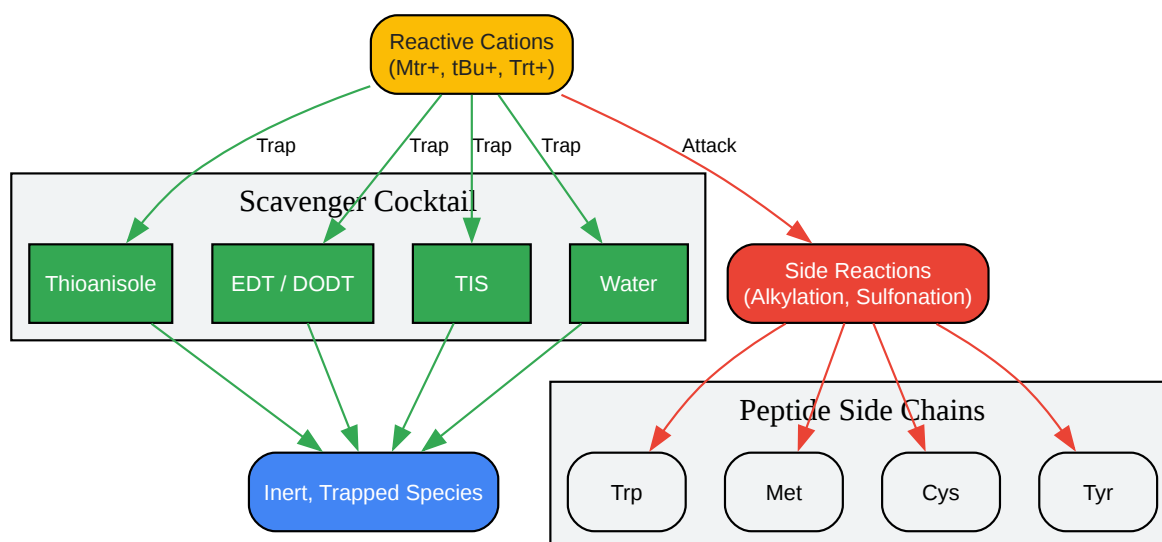 Reactive Cations
(Mtr+, tBu+, Trt+)
Trap
Trap
Trap
Trap
Attack
Scavenger Cocktail
Thioanisole
EDT / DODT
TIS
Water
Side Reactions
(Alkylation, Sulfonation)
Peptide Side Chains
Inert, Trapped Species
Trp
Met
Cys
Tyr